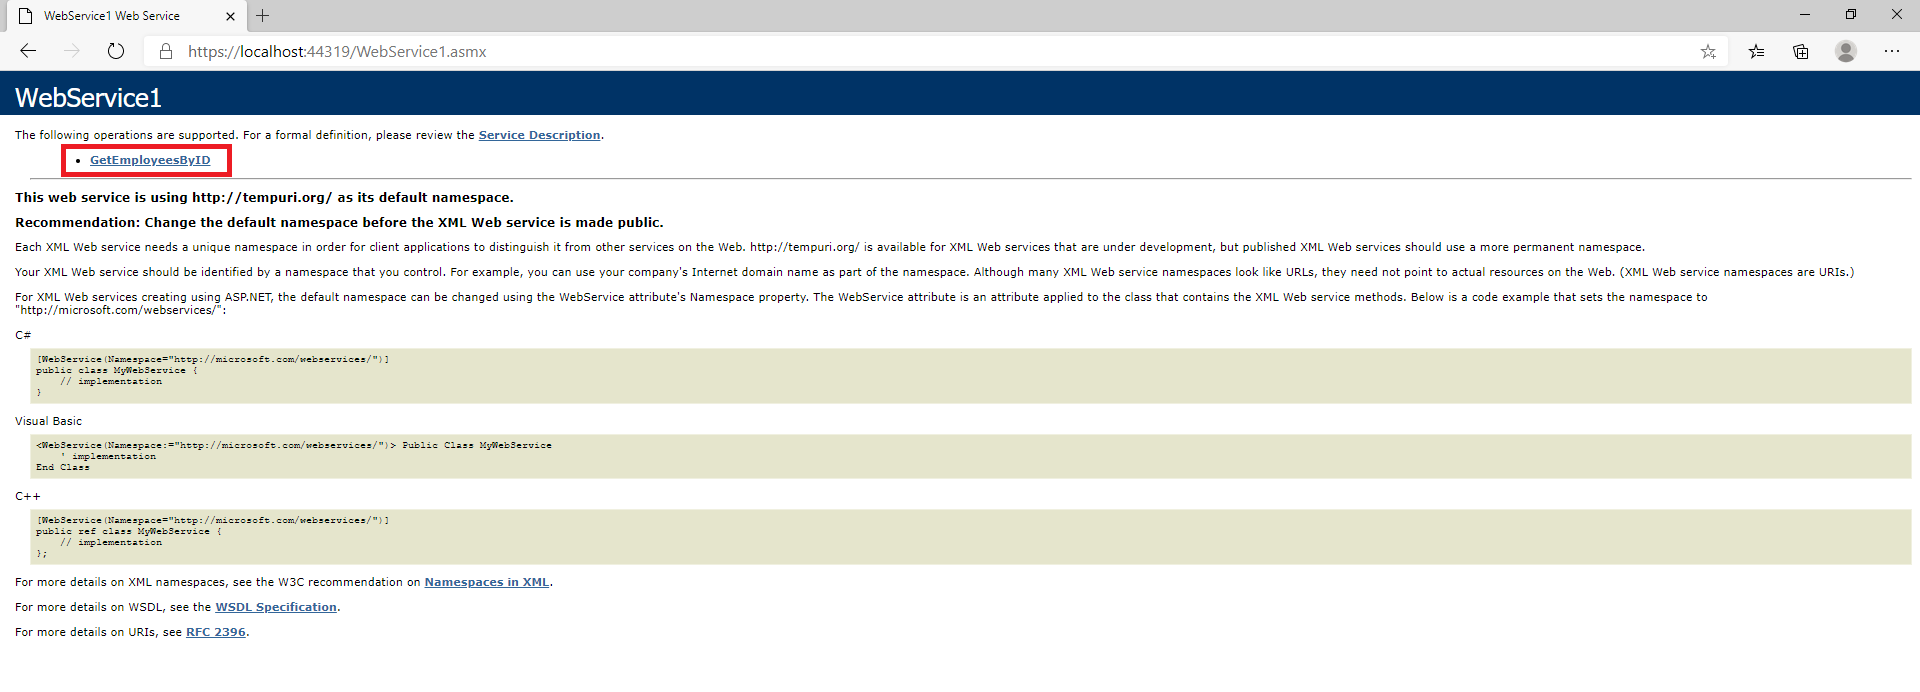 WebService1 Web Service
https://localhost:44319/WebService1.asmx
WebService1
The following operations are supported. For a formal definition, please review the Service Description.
• GetEmployeesByID
This web service is using http://tempuri.org/ as its default namespace.
Recommendation: Change the default namespace before the XML Web service is made public.
Each XML Web service needs a unique namespace in order for client applications to distinguish it from other services on the Web. http://tempuri.org/ is available for XML Web services that are under development, but published XML Web services should use a more permanent namespace.
Your XML Web service should be identified by a namespace that you control. For example, you can use your company's Internet domain name as part of the namespace. Although many XML Web service namespaces look like URLs, they need not point to actual resources on the Web. (XML Web service namespaces are URIs.)
For XML Web services creating using ASP.NET, the default namespace can be changed using the WebService attribute's Namespace property. The WebService attribute is an attribute applied to the class that contains the XML Web service methods. Below is a code example that sets the namespace to
"http://microsoft.com/webservices/":
C#
[WebService(Namespace="http://microsoft.com/webservices/")]
public class MyWebService {
    // implementation
}
Visual Basic
<WebService(Namespace:="http://microsoft.com/webservices/")> Public Class MyWebService
    ' implementation
End Class
C++
[WebService(Namespace="http://microsoft.com/webservices/")]
public ref class MyWebService {
    // implementation
};
For more details on XML namespaces, see the W3C recommendation on Namespaces in XML.
For more details on WSDL, see the WSDL Specification.
For more details on URIs, see RFC 2396.